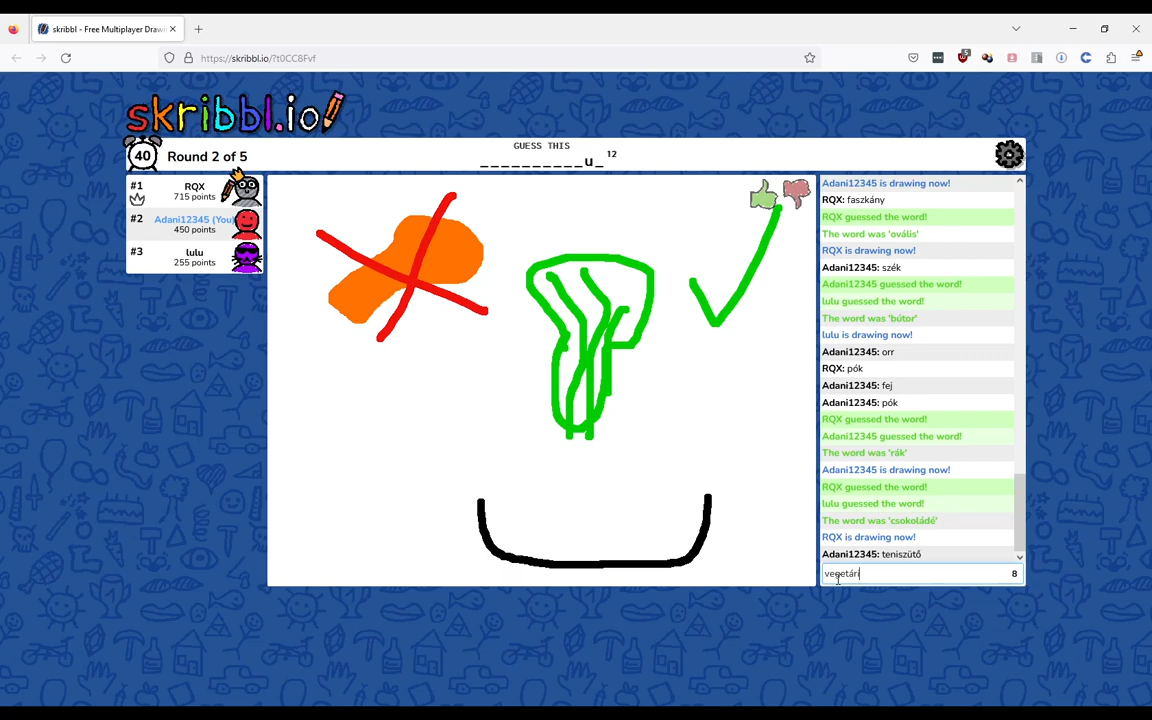 skribbl - Free Multiplayer Drawi
https://skribbl.io/?t0CC8Fvf
5
skribbl.io
40
Round 2 of 5
GUESS THIS
__________u_ 12
#1
RQX
715 points
#2
Adani12345 (You)
450 points
#3
lulu
255 points
Adani12345 is drawing now!
RQX: faszkány
RQX guessed the word!
The word was 'ovális'
RQX is drawing now!
Adani12345: szék
Adani12345 guessed the word!
lulu guessed the word!
The word was 'bútor'
lulu is drawing now!
Adani12345: orr
RQX: pók
Adani12345: fej
Adani12345: pók
RQX guessed the word!
Adani12345 guessed the word!
The word was 'rák'
Adani12345 is drawing now!
RQX guessed the word!
lulu guessed the word!
The word was 'csokoládé'
RQX is drawing now!
Adani12345: teniszütő
vegetári 8